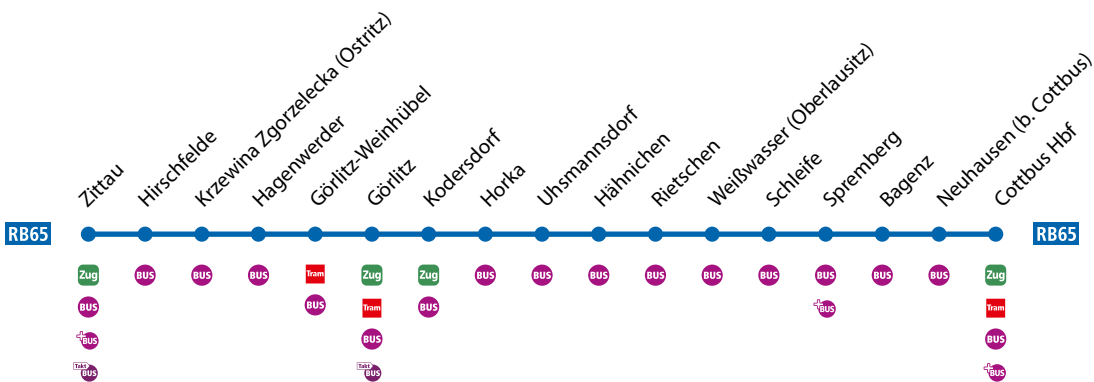 Zittau
Hirschfelde
Krzewina Zgorzelecka (Ostritz)
Hagenwerder
Görlitz-Weinhübel
Görlitz
Kodersdorf
Horka
Uhsmannsdorf
Hähnichen
Rietschen
Weißwasser (Oberlausitz)
Schleife
Spremberg
Bagenz
Neuhausen (b. Cottbus)
Cottbus Hbf
RB65 RB65
Zug BUS BUS BUS Tram Zug Zug BUS BUS BUS BUS BUS BUS BUS BUS BUS Zug
BUS BUS Tram BUS +BUS Tram
+BUS BUS BUS
Takt BUS Takt BUS +BUS